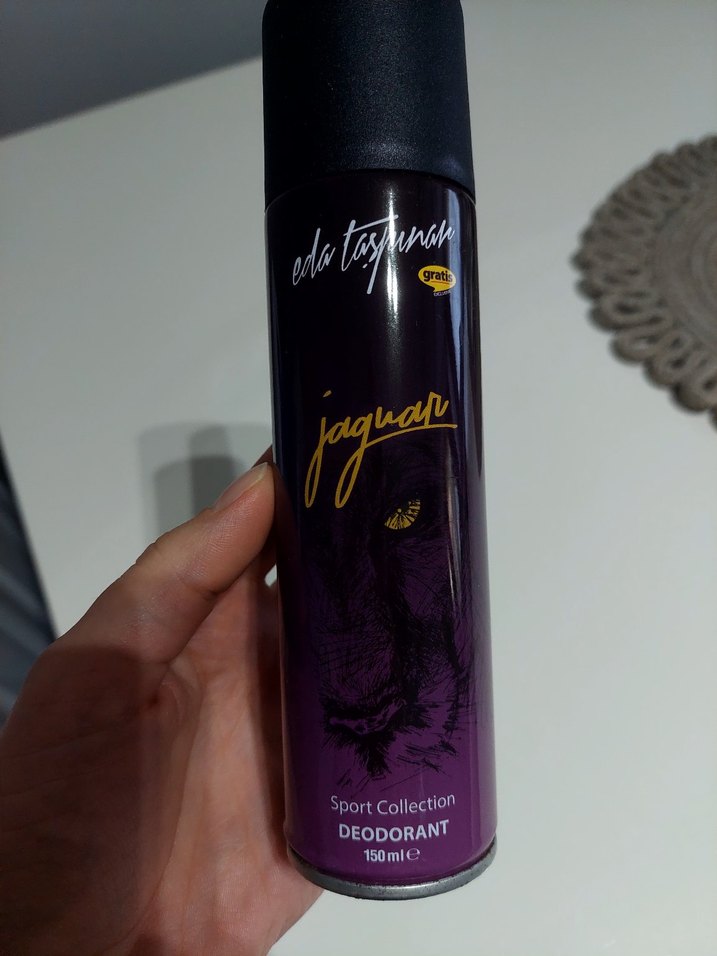 eda taşpınar
gratis
jaguar
Sport Collection
DEODORANT
150 ml ℮